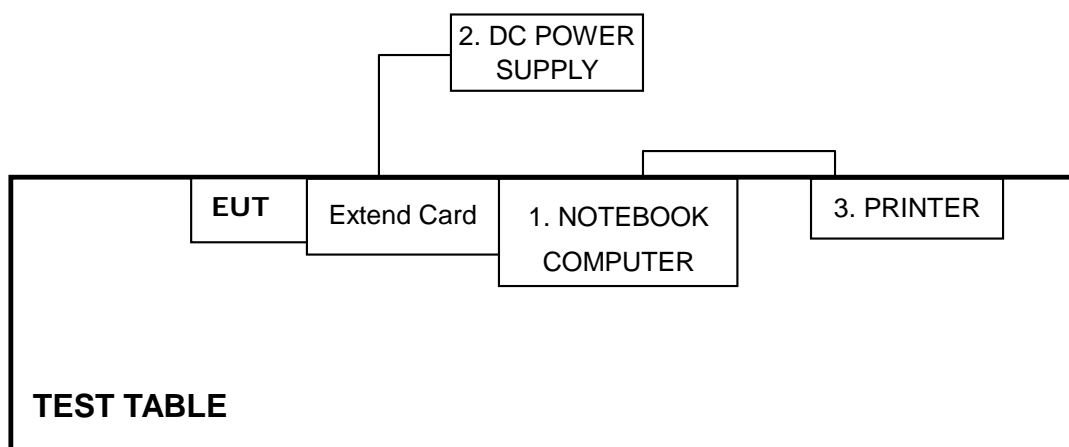 2. DC POWER
SUPPLY
EUT
Extend Card
1. NOTEBOOK
COMPUTER
3. PRINTER
TEST TABLE